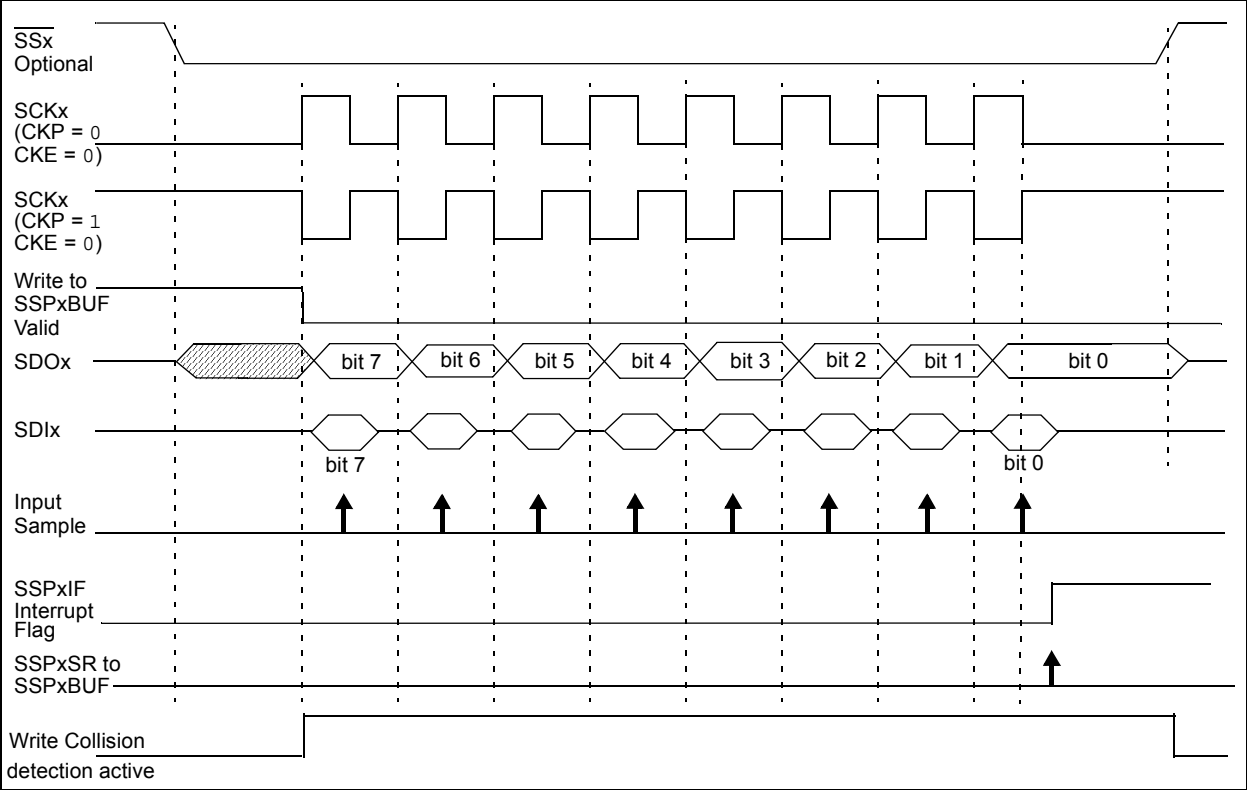 SSx
Optional
SCKx
(CKP = 0
CKE = 0)
SCKx
(CKP = 1
CKE = 0)
Write to
SSPxBUF
Valid
SDOx
bit 7
bit 6
bit 5
bit 4
bit 3
bit 2
bit 1
bit 0
SDIx
bit 7
bit 0
Input
Sample
SSPxIF
Interrupt
Flag
SSPxSR to
SSPxBUF
Write Collision
detection active